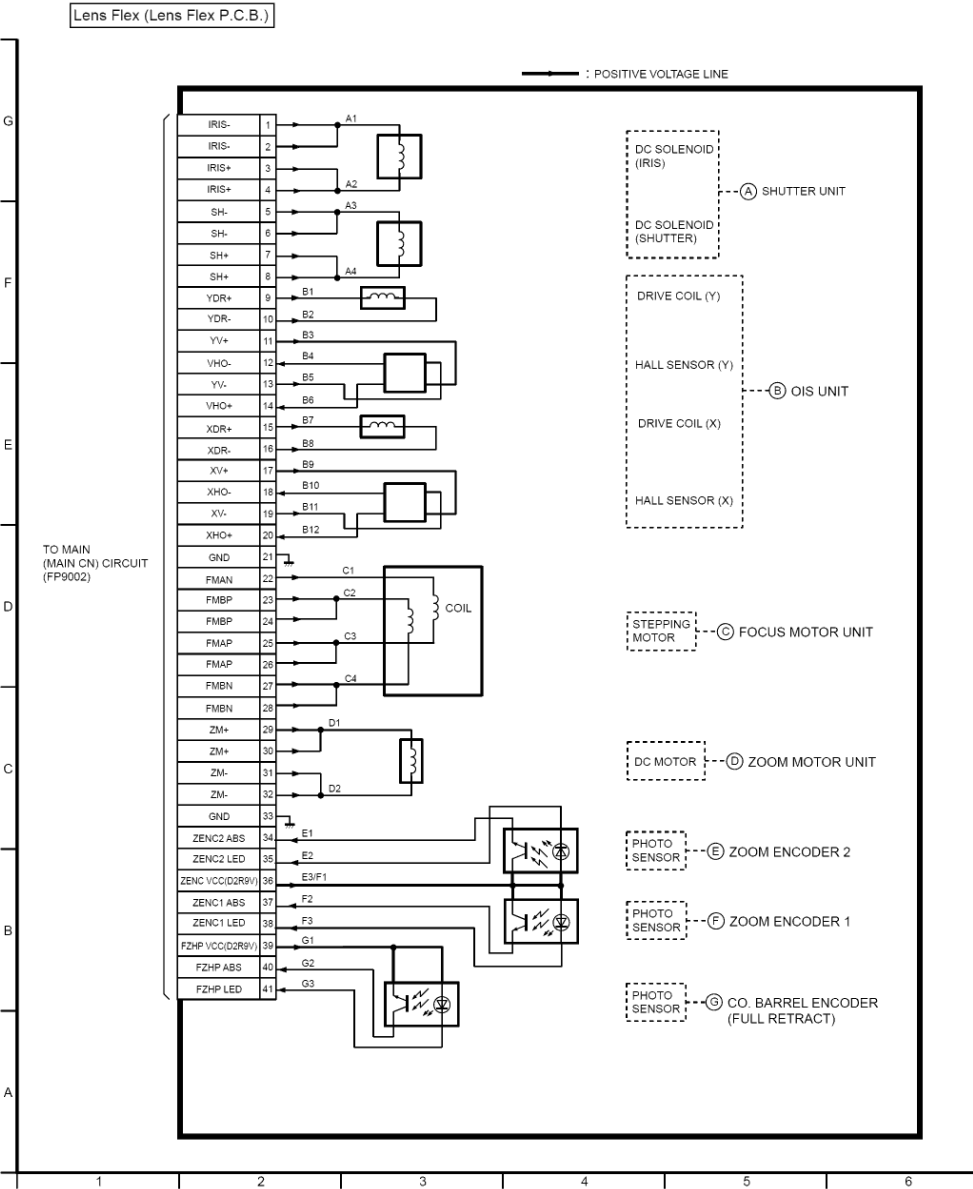 Lens Flex (Lens Flex P.C.B.)
: POSITIVE VOLTAGE LINE
G
F
E
D
C
B
A
TO MAIN
(MAIN CN) CIRCUIT
(FP9002)
IRIS- 1 A1
IRIS- 2
IRIS+ 3
IRIS+ 4 A2
SH- 5 A3
SH- 6
SH+ 7
SH+ 8 A4
YDR+ 9 B1
YDR- 10 B2
YV+ 11 B3
VHO- 12 B4
YV- 13 B5
VHO+ 14 B6
XDR+ 15 B7
XDR- 16 B8
XV+ 17 B9
XHO- 18 B10
XV- 19 B11
XHO+ 20 B12
GND 21
FMAN 22 C1
FMBP 23 C2
FMBP 24
FMAP 25 C3
FMAP 26
FMBN 27 C4
FMBN 28
COIL
ZM+ 29 D1
ZM+ 30
ZM- 31
ZM- 32 D2
GND 33
ZENC2 ABS 34 E1
ZENC2 LED 35 E2
ZENC VCC(D2R9V) 36 E3/F1
ZENC1 ABS 37 F2
ZENC1 LED 38 F3
FZHP VCC(D2R9V) 39 G1
FZHP ABS 40 G2
FZHP LED 41 G3
DC SOLENOID
(IRIS)
DC SOLENOID
(SHUTTER)
A SHUTTER UNIT
DRIVE COIL (Y)
HALL SENSOR (Y)
DRIVE COIL (X)
HALL SENSOR (X)
B OIS UNIT
STEPPING
MOTOR
C FOCUS MOTOR UNIT
DC MOTOR
D ZOOM MOTOR UNIT
PHOTO
SENSOR
E ZOOM ENCODER 2
PHOTO
SENSOR
F ZOOM ENCODER 1
PHOTO
SENSOR
G CO. BARREL ENCODER
(FULL RETRACT)
1 2 3 4 5 6